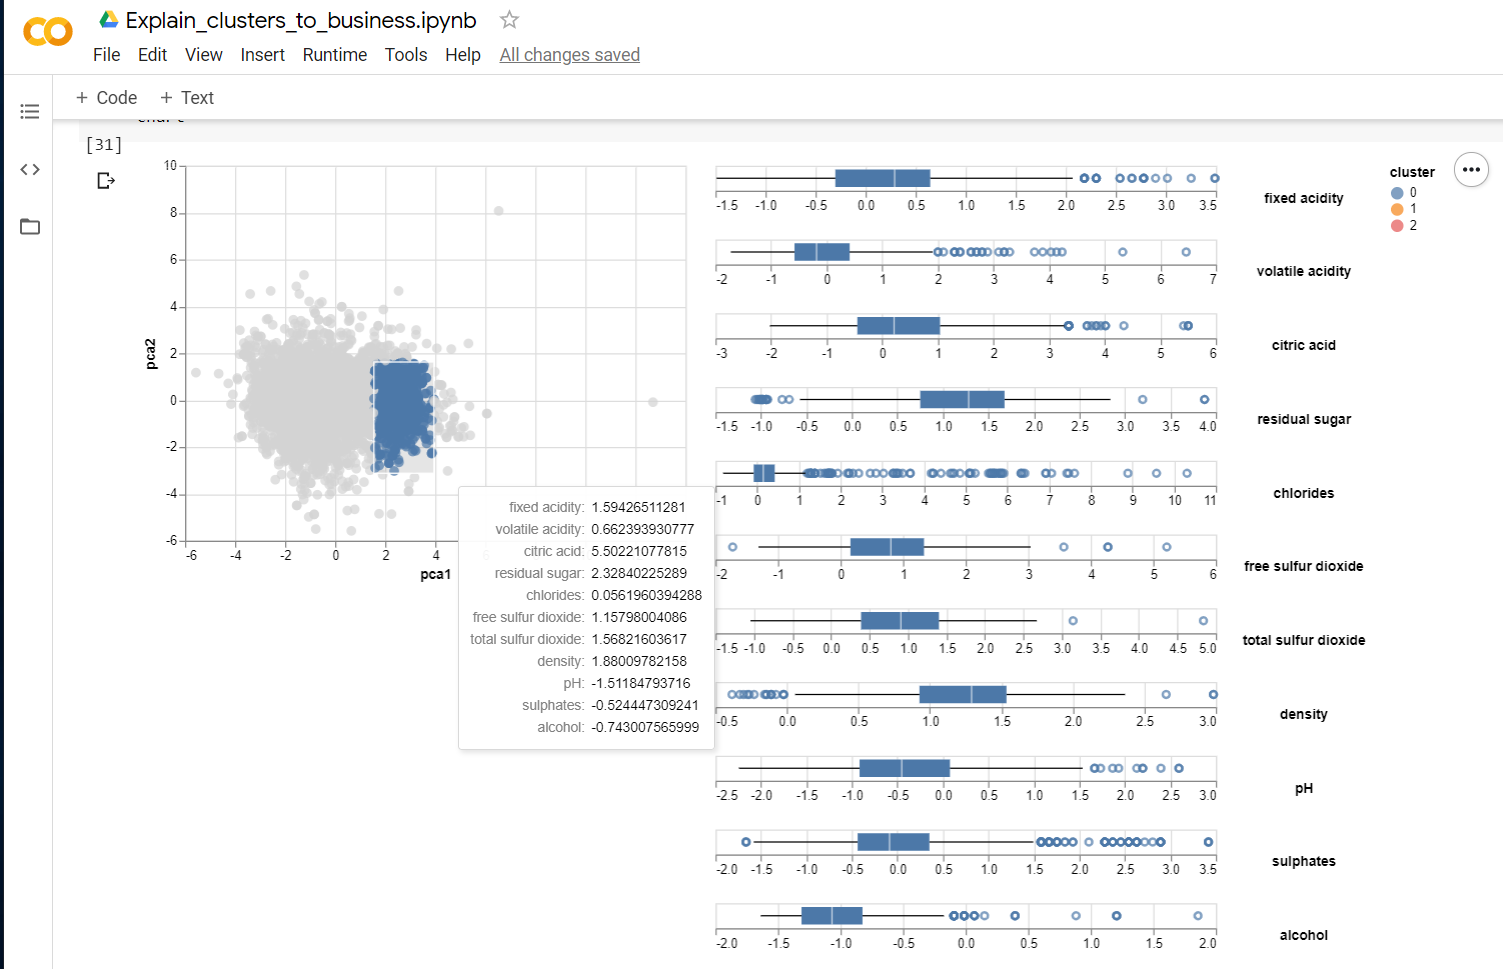 Explain_clusters_to_business.ipynb
File Edit View Insert Runtime Tools Help All changes saved
+ Code + Text
[31]
10
8
6
4
2
0
-2
-4
-6
pca2
-6 -4 -2 0 2 4
pca1
fixed acidity: 1.59426511281
volatile acidity: 0.662393930777
citric acid: 5.50221077815
residual sugar: 2.32840225289
chlorides: 0.0561960394288
free sulfur dioxide: 1.15798004086
total sulfur dioxide: 1.56821603617
density: 1.88009782158
pH: -1.51184793716
sulphates: -0.524447309241
alcohol: -0.743007565999
-1.5 -1.0 -0.5 0.0 0.5 1.0 1.5 2.0 2.5 3.0 3.5
fixed acidity
-2 -1 0 1 2 3 4 5 6 7
volatile acidity
-3 -2 -1 0 1 2 3 4 5 6
citric acid
-1.5 -1.0 -0.5 0.0 0.5 1.0 1.5 2.0 2.5 3.0 3.5 4.0
residual sugar
-1 0 1 2 3 4 5 6 7 8 9 10 11
chlorides
-2 -1 0 1 2 3 4 5 6
free sulfur dioxide
-1.5 -1.0 -0.5 0.0 0.5 1.0 1.5 2.0 2.5 3.0 3.5 4.0 4.5 5.0
total sulfur dioxide
-0.5 0.0 0.5 1.0 1.5 2.0 2.5 3.0
density
-2.5 -2.0 -1.5 -1.0 -0.5 0.0 0.5 1.0 1.5 2.0 2.5 3.0
pH
-2.0 -1.5 -1.0 -0.5 0.0 0.5 1.0 1.5 2.0 2.5 3.0 3.5
sulphates
-2.0 -1.5 -1.0 -0.5 0.0 0.5 1.0 1.5 2.0
alcohol
cluster
0
1
2